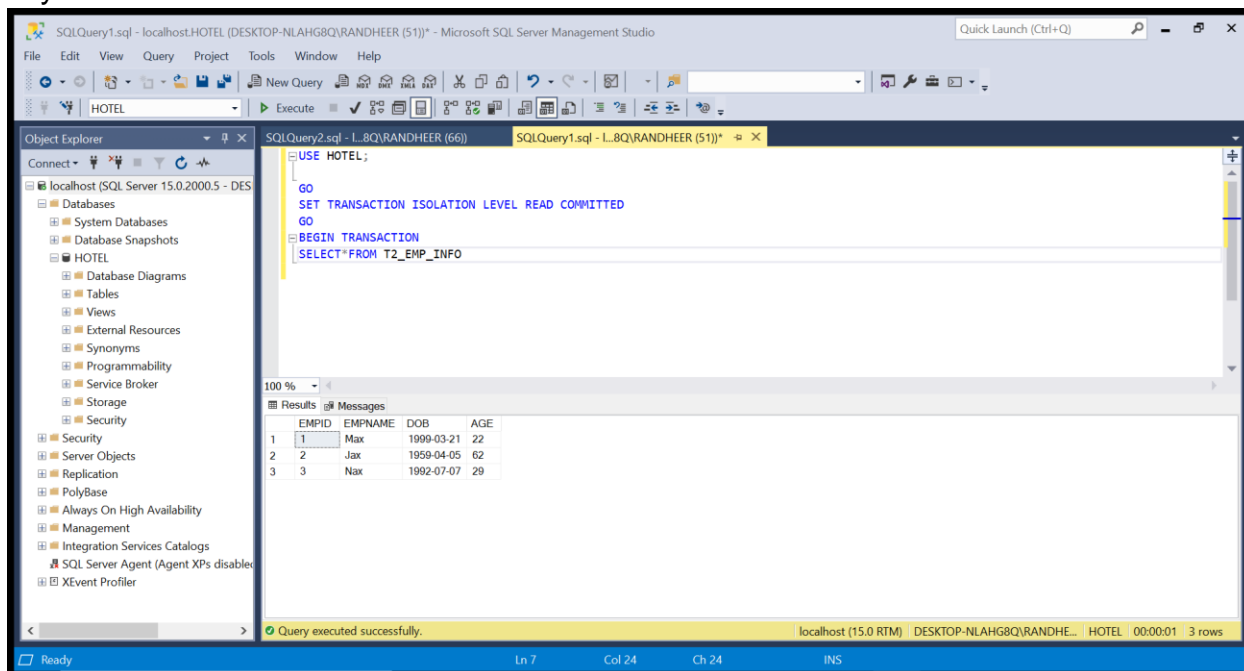 SQLQuery1.sql - localhost.HOTEL (DESKTOP-NLAHG8Q\RANDHEER (51))* - Microsoft SQL Server Management Studio
Quick Launch (Ctrl+Q)
File Edit View Query Project Tools Window Help
New Query
HOTEL
Execute
Object Explorer
Connect
localhost (SQL Server 15.0.2000.5 - DES
Databases
System Databases
Database Snapshots
HOTEL
Database Diagrams
Tables
Views
External Resources
Synonyms
Programmability
Service Broker
Storage
Security
Security
Server Objects
Replication
PolyBase
Always On High Availability
Management
Integration Services Catalogs
SQL Server Agent (Agent XPs disabled
XEvent Profiler
SQLQuery2.sql - l...8Q\RANDHEER (66))
SQLQuery1.sql - l...8Q\RANDHEER (51))*
USE HOTEL;
GO
SET TRANSACTION ISOLATION LEVEL READ COMMITTED
GO
BEGIN TRANSACTION
SELECT*FROM T2_EMP_INFO
100 %
Results Messages
EMPID EMPNAME DOB AGE
1 1 Max 1999-03-21 22
2 2 Jax 1959-04-05 62
3 3 Nax 1992-07-07 29
Query executed successfully.
localhost (15.0 RTM) DESKTOP-NLAHG8Q\RANDHE... HOTEL 00:00:01 3 rows
Ready Ln 7 Col 24 Ch 24 INS